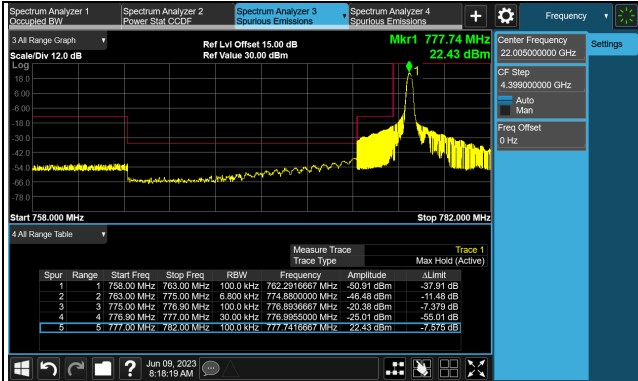 Spectrum Analyzer 1
Occupied BW
Spectrum Analyzer 2
Power Stat CCDF
Spectrum Analyzer 3
Spurious Emissions
Spectrum Analyzer 4
Spurious Emissions
+
Frequency
3 All Range Graph
Scale/Div 12.0 dB
Ref Lvl Offset 15.00 dB
Ref Value 30.00 dBm
Mkr1 777.74 MHz
22.43 dBm
Log
18.0
6.00
-6.00
-18.0
-30.0
-42.0
-54.0
-66.0
-78.0
1
Start 758.000 MHz
Stop 782.000 MHz
Center Frequency
22.005000000 GHz
Settings
CF Step
4.399000000 GHz
Auto
Man
Freq Offset
0 Hz
4 All Range Table
Measure Trace Trace 1
Trace Type Max Hold (Active)
Spur Range Start Freq Stop Freq RBW Frequency Amplitude ΔLimit
1 1 758.00 MHz 763.00 MHz 100.0 kHz 762.2916667 MHz -50.91 dBm -37.91 dB
2 2 763.00 MHz 775.00 MHz 6.800 kHz 774.8800000 MHz -46.48 dBm -11.48 dB
3 3 775.00 MHz 776.90 MHz 100.0 kHz 776.8936667 MHz -20.38 dBm -7.379 dB
4 4 776.90 MHz 777.00 MHz 30.00 kHz 776.9955000 MHz -25.01 dBm -55.01 dB
5 5 777.00 MHz 782.00 MHz 100.0 kHz 777.7416667 MHz 22.43 dBm -7.575 dB
?
Jun 09, 2023
8:18:19 AM